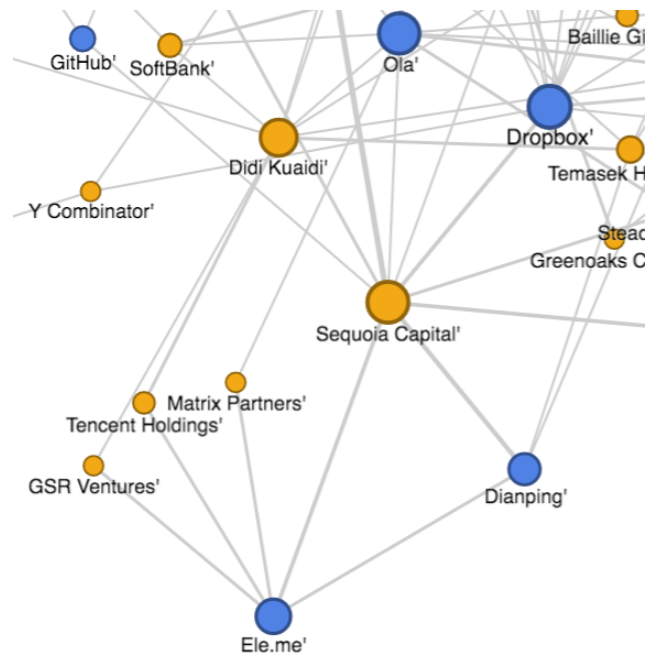 Baillie Gi
GitHub'
SoftBank'
Ola'
Dropbox'
Didi Kuaidi'
Temasek H
Y Combinator'
Stead
Greenoaks C
Sequoia Capital'
Matrix Partners'
Tencent Holdings'
GSR Ventures'
Dianping'
Ele.me'